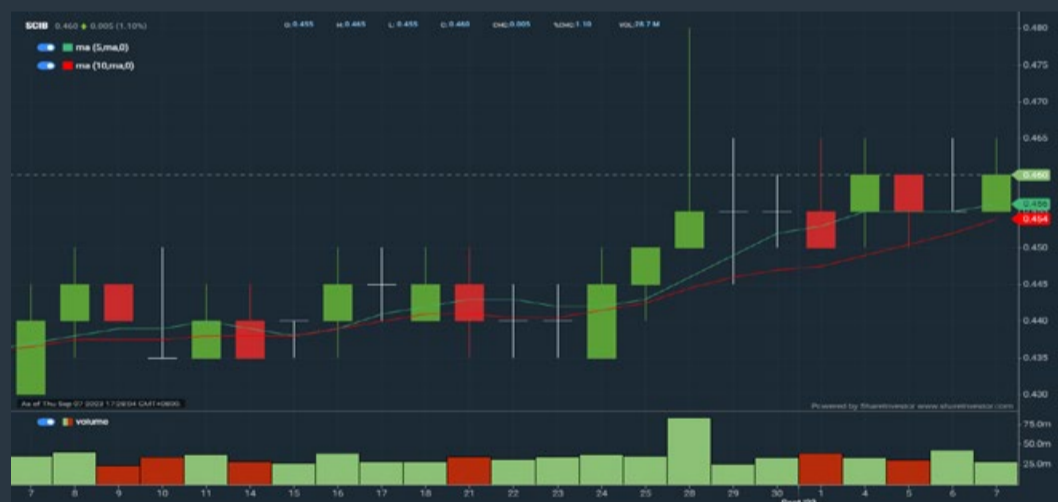 SCIB 0.460 0.005 (1.10%) O:0.455 H:0.465 L:0.455 C:0.460 CHG:0.005 %CHG:1.10 VOL:28.7 M
ma (5,ma,0)
ma (10,ma,0)
0.480
0.475
0.470
0.465
0.460
0.456
0.454
0.450
0.445
0.440
0.435
0.430
As of Thu Sep 07 2023 17:28:04 GMT+0800
Powered by ShareInvestor www.shareinvestor.com
volume
75.0m
50.0m
25.0m
7 8 9 10 11 14 15 16 17 18 21 22 23 24 25 28 29 30 1 4 5 6 7